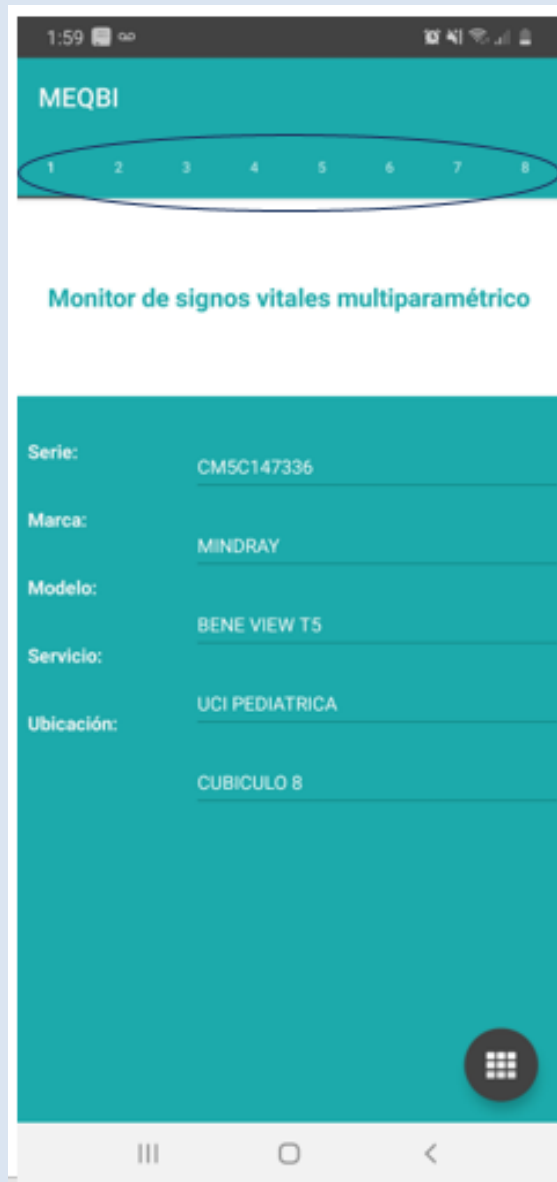 1:59
MEQBI
1 2 3 4 5 6 7 8
Monitor de signos vitales multiparamétrico
Serie:
CM5C147336
Marca:
MINDRAY
Modelo:
BENE VIEW T5
Servicio:
UCI PEDIATRICA
Ubicación:
CUBICULO 8